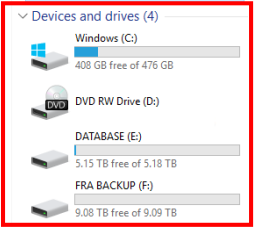 Devices and drives (4)
Windows (C:)
408 GB free of 476 GB
DVD
DVD RW Drive (D:)
DATABASE (E:)
5.15 TB free of 5.18 TB
FRA BACKUP (F:)
9.08 TB free of 9.09 TB